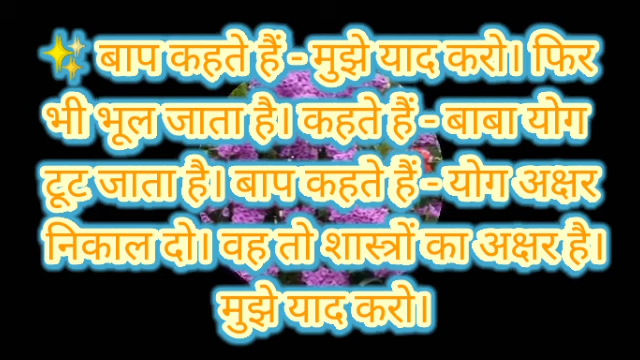 ✨ बाप कहते हैं - मुझे याद करो। फिर
भी भूल जाता है। कहते हैं - बाबा योग
टूट जाता है। बाप कहते हैं - योग अक्षर
निकाल दो। वह तो शास्त्रों का अक्षर है।
मुझे याद करो।